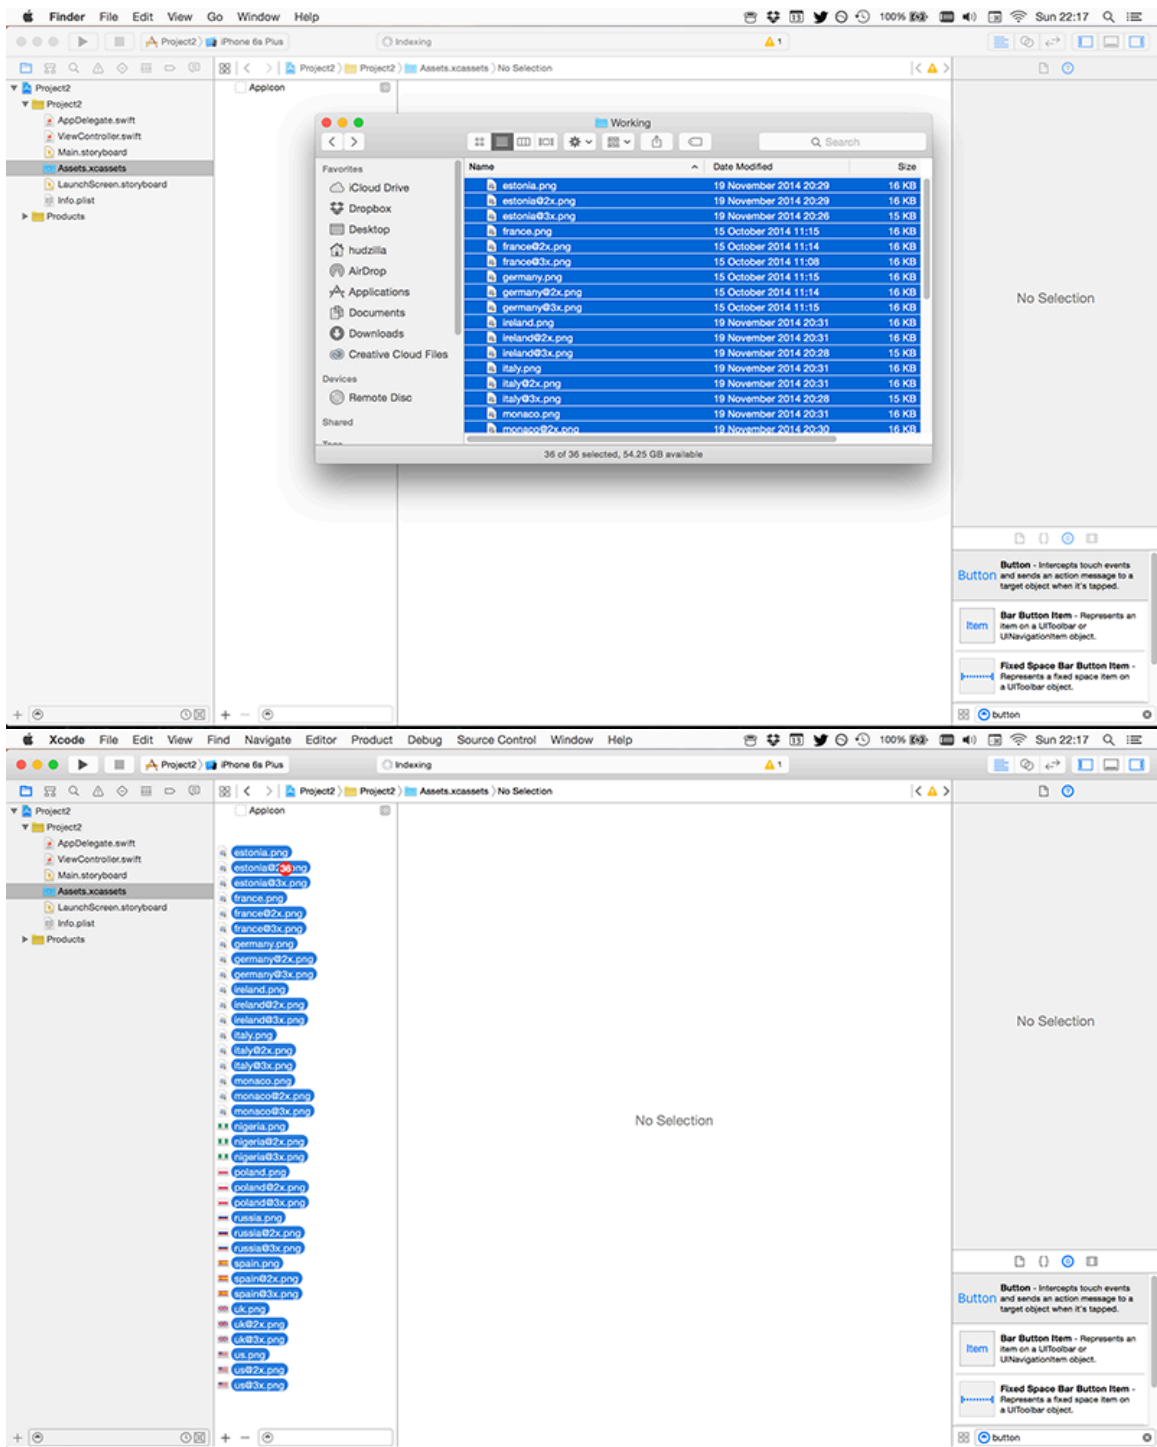 Finder File Edit View Go Window Help 100% Sun 22:17
Project2 iPhone 6s Plus Indexing 1
Project2 Project2 Assets.xcassets No Selection
Project2
Project2
AppDelegate.swift
ViewController.swift
Main.storyboard
Assets.xcassets
LaunchScreen.storyboard
Info.plist
Products
AppIcon
Working
Search
Favorites
iCloud Drive
Dropbox
Desktop
hudzilla
AirDrop
Applications
Documents
Downloads
Creative Cloud Files
Devices
Remote Disc
Shared
Name Date Modified Size
estonia.png 19 November 2014 20:29 16 KB
estonia@2x.png 19 November 2014 20:29 16 KB
estonia@3x.png 19 November 2014 20:26 15 KB
france.png 15 October 2014 11:15 16 KB
france@2x.png 15 October 2014 11:14 16 KB
france@3x.png 15 October 2014 11:08 16 KB
germany.png 15 October 2014 11:15 16 KB
germany@2x.png 15 October 2014 11:14 16 KB
germany@3x.png 15 October 2014 11:15 16 KB
ireland.png 19 November 2014 20:31 16 KB
ireland@2x.png 19 November 2014 20:31 16 KB
ireland@3x.png 19 November 2014 20:28 15 KB
italy.png 19 November 2014 20:31 16 KB
italy@2x.png 19 November 2014 20:31 16 KB
italy@3x.png 19 November 2014 20:28 15 KB
monaco.png 19 November 2014 20:31 16 KB
monaco@2x.png 19 November 2014 20:30 16 KB
36 of 36 selected, 54.25 GB available
No Selection
Button
Button - Intercepts touch events
and sends an action message to a
target object when it's tapped.
Item
Bar Button Item - Represents an
item on a UIToolbar or
UINavigationItem object.
Fixed Space Bar Button Item -
Represents a fixed space item on
a UIToolbar object.
button
Xcode File Edit View Find Navigate Editor Product Debug Source Control Window Help 100% Sun 22:17
Project2 iPhone 6s Plus Indexing 1
Project2 Project2 Assets.xcassets No Selection
Project2
Project2
AppDelegate.swift
ViewController.swift
Main.storyboard
Assets.xcassets
LaunchScreen.storyboard
Info.plist
Products
AppIcon
estonia.png
36
estonia@3x.png
france.png
france@2x.png
france@3x.png
germany.png
germany@2x.png
germany@3x.png
ireland.png
ireland@2x.png
ireland@3x.png
italy.png
italy@2x.png
italy@3x.png
monaco.png
monaco@2x.png
monaco@3x.png
nigeria.png
nigeria@2x.png
nigeria@3x.png
poland.png
poland@2x.png
poland@3x.png
russia.png
russia@2x.png
russia@3x.png
spain.png
spain@2x.png
spain@3x.png
uk.png
uk@2x.png
uk@3x.png
us.png
us@2x.png
us@3x.png
No Selection
No Selection
Button
Button - Intercepts touch events
and sends an action message to a
target object when it's tapped.
Item
Bar Button Item - Represents an
item on a UIToolbar or
UINavigationItem object.
Fixed Space Bar Button Item -
Represents a fixed space item on
a UIToolbar object.
button